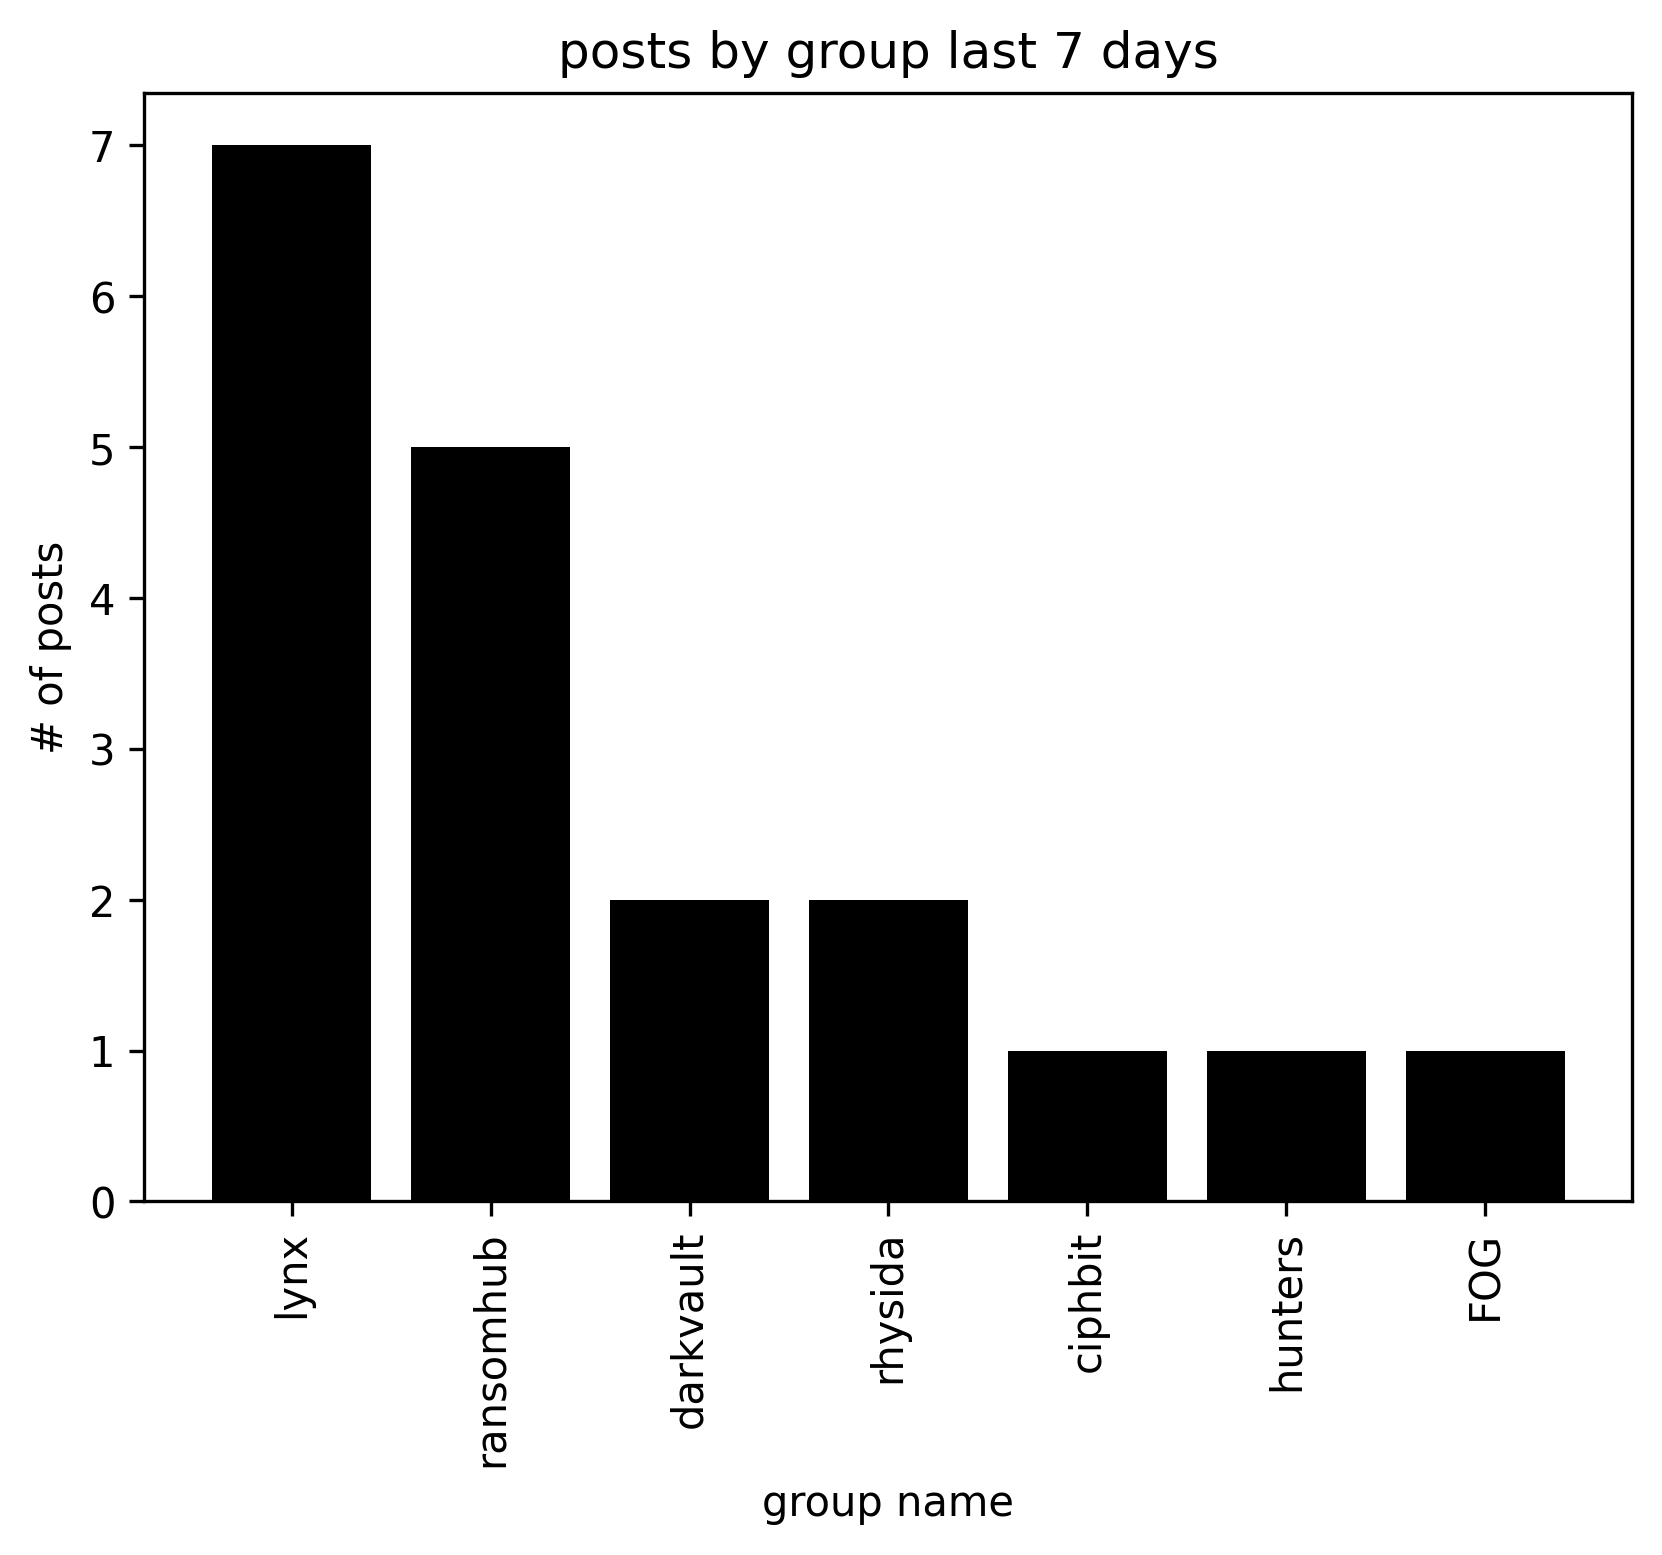 posts by group last 7 days
7
6
5
4
3
2
1
0
# of posts
lynx
ransomhub
darkvault
rhysida
ciphbit
hunters
FOG
group name